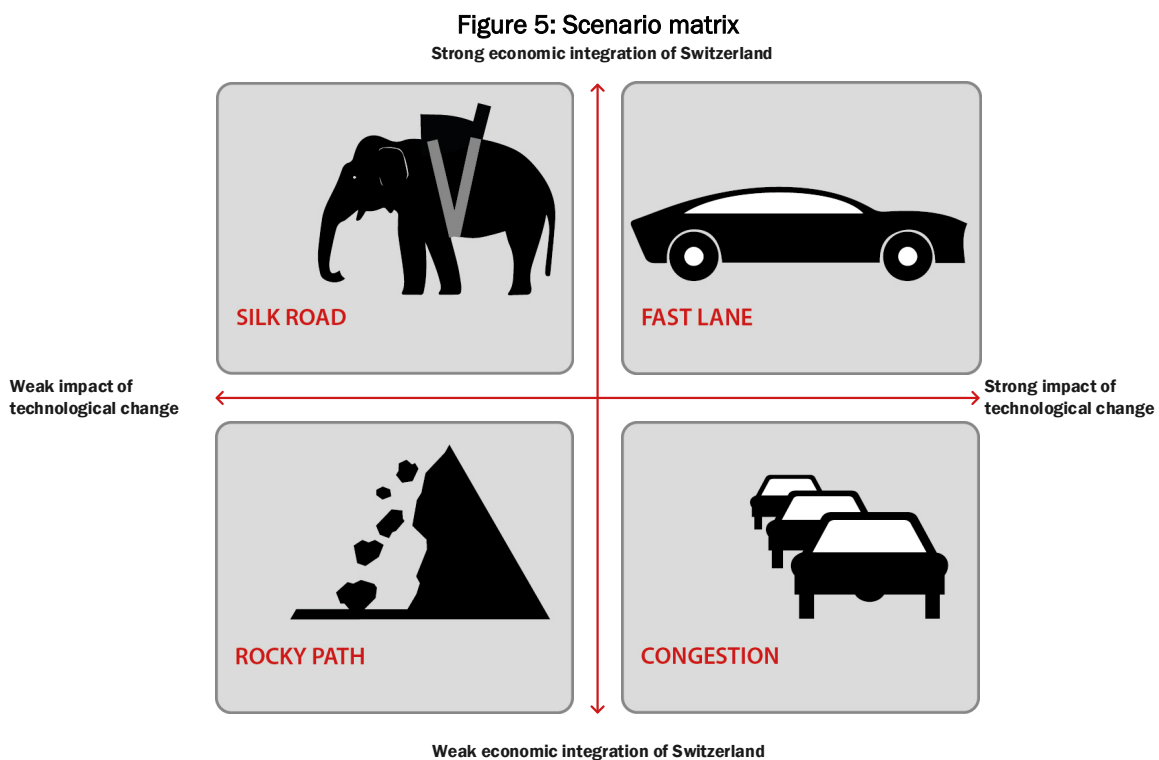 Figure 5: Scenario matrix
Strong economic integration of Switzerland
SILK ROAD
FAST LANE
Weak impact of
technological change
Strong impact of
technological change
ROCKY PATH
CONGESTION
Weak economic integration of Switzerland